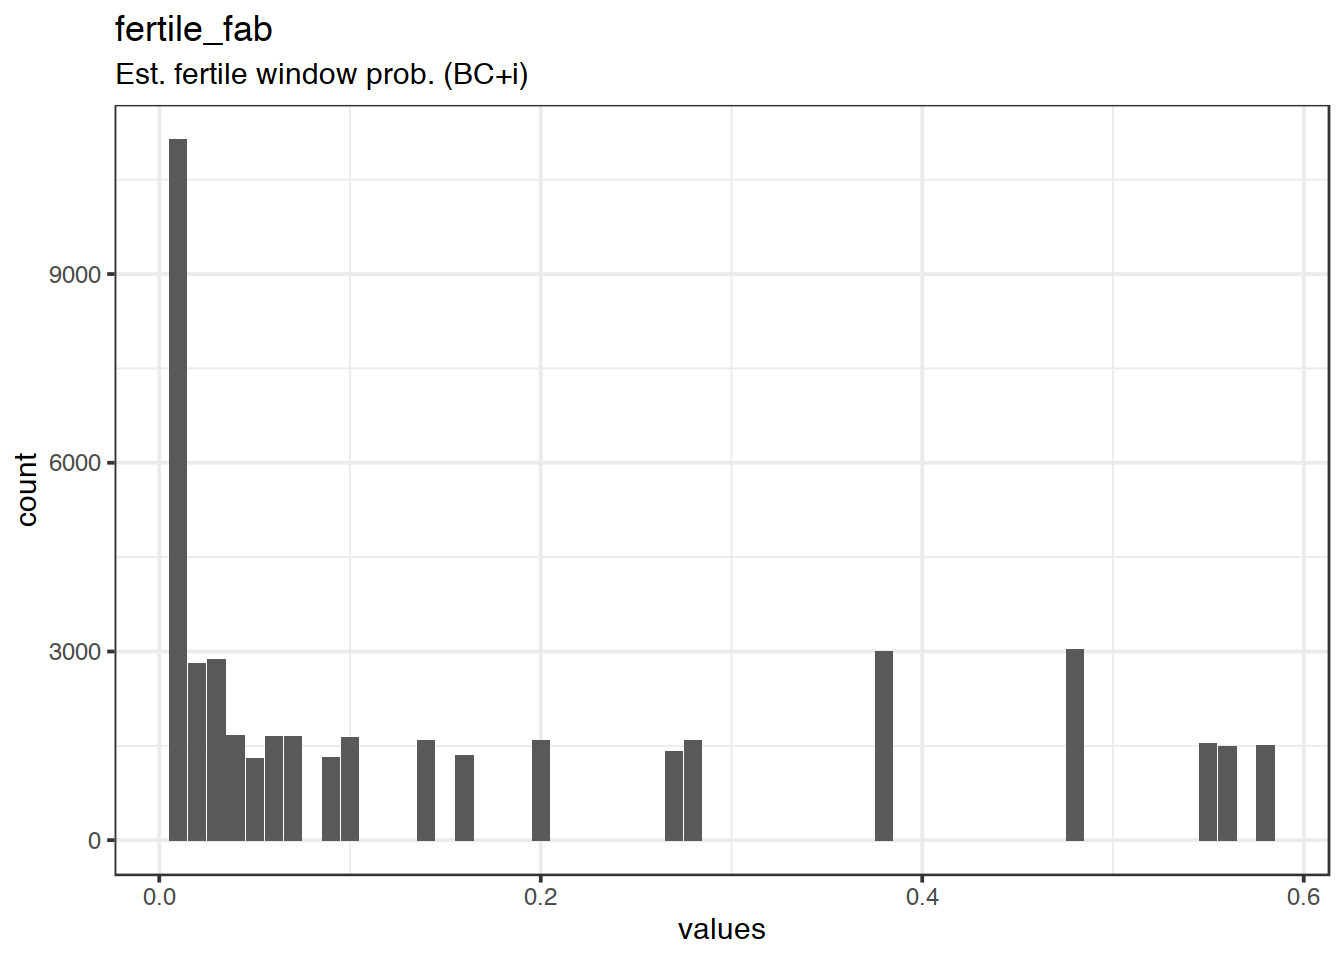 fertile_fab
Est. fertile window prob. (BC+i)
9000
6000
3000
0
count
0.0 0.2 0.4 0.6
values